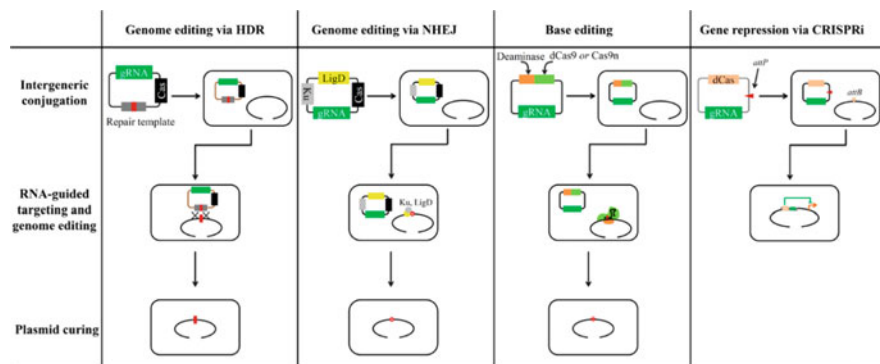 Genome editing via HDR
Genome editing via NHEJ
Base editing
Gene repression via CRISPRi
Intergeneric
conjugation
gRNA
Cas
Repair template
LigD
Ku
Cas
gRNA
Deaminase dCas9 or Cas9n
gRNA
dCas
attP
gRNA
attB
RNA-guided
targeting and
genome editing
Ku, LigD
Plasmid curing